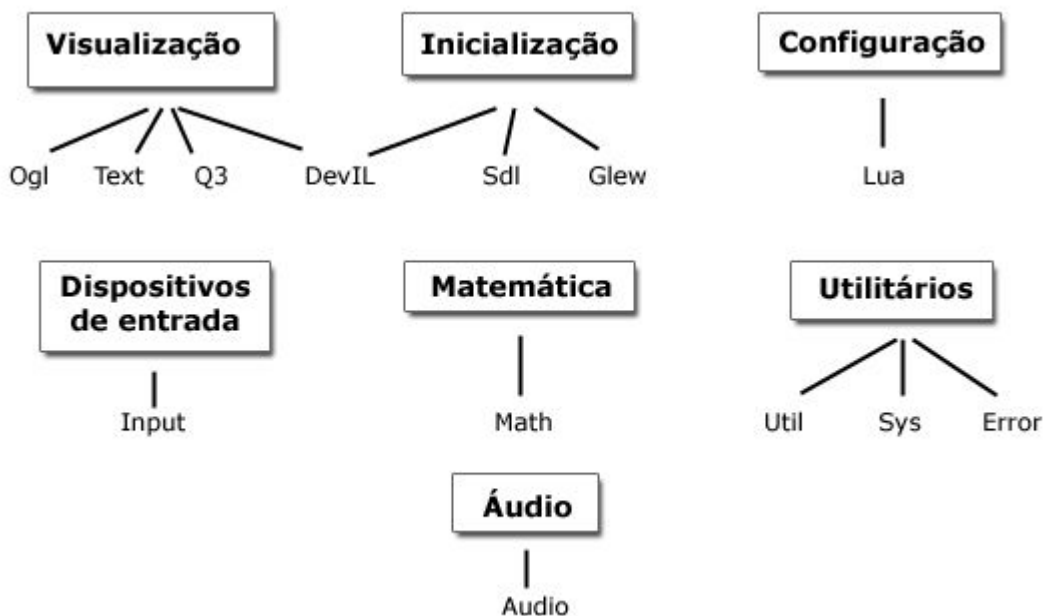 Visualização
Inicialização
Configuração
Ogl
Text
Q3
DevIL
Sdl
Glew
Lua
Dispositivos
de entrada
Matemática
Utilitários
Input
Math
Util
Sys
Error
Áudio
Audio